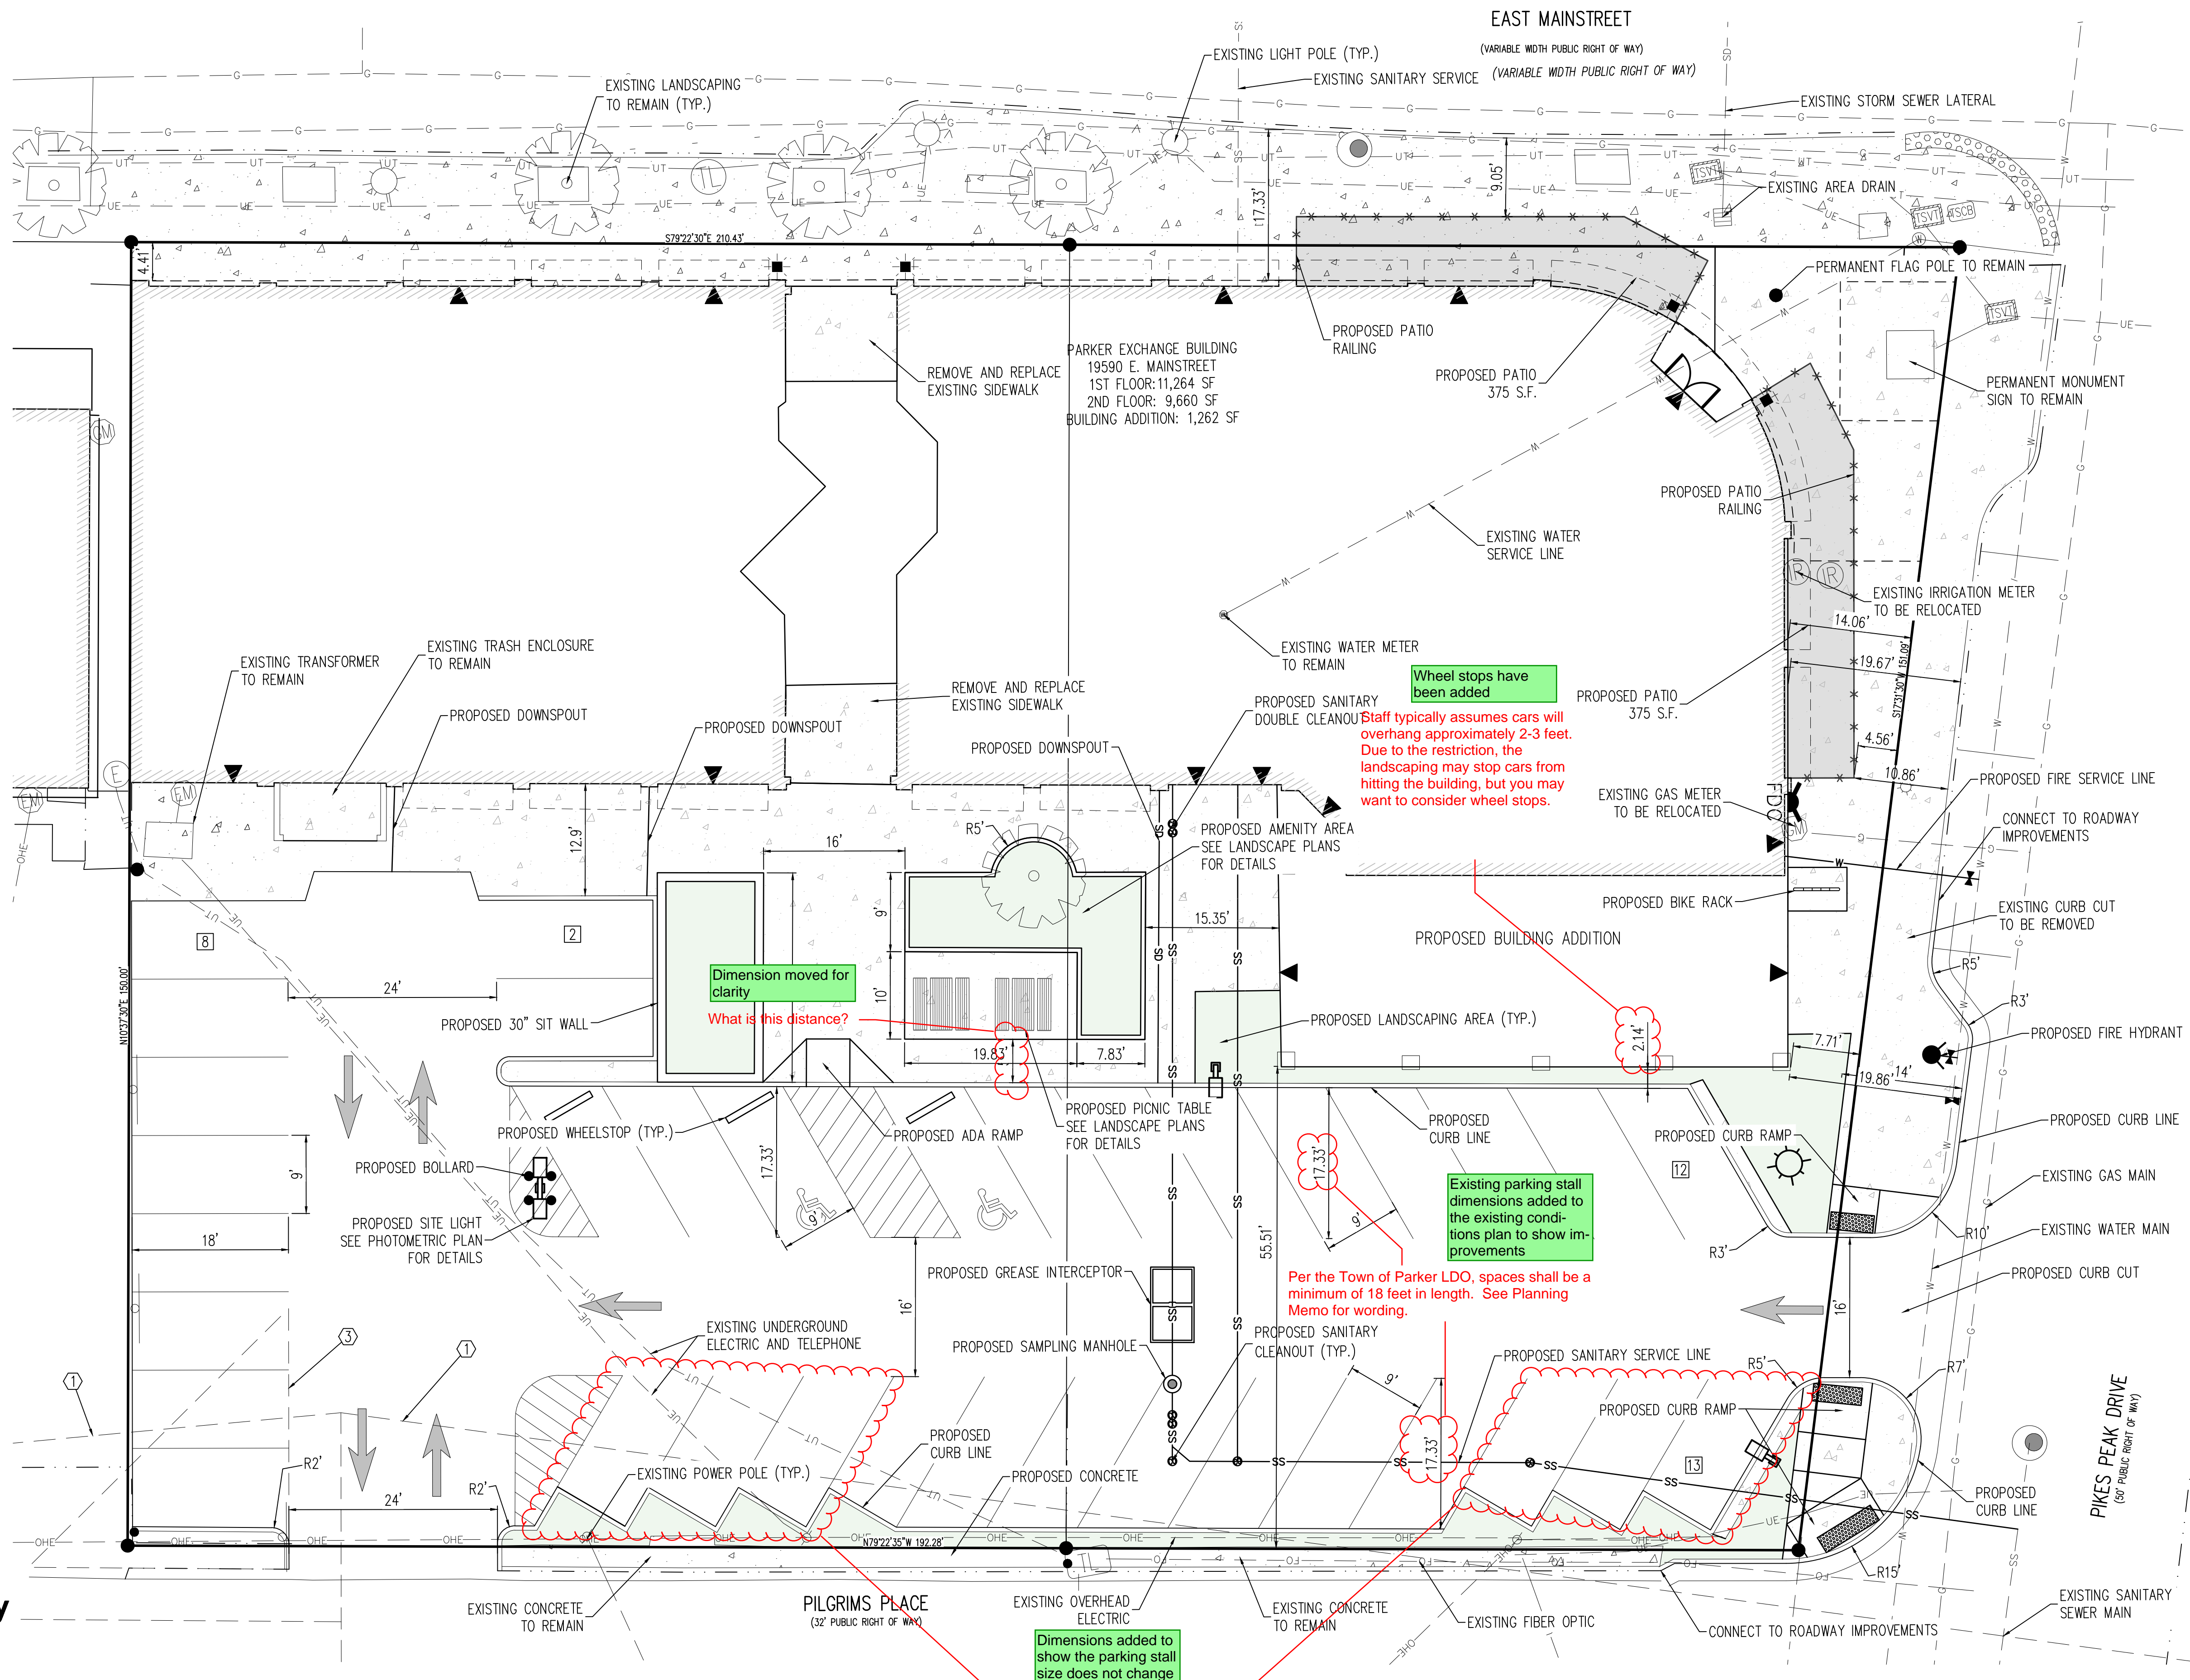 EAST MAINSTREET
(VARIABLE WIDTH PUBLIC RIGHT OF WAY)
(VARIABLE WIDTH PUBLIC RIGHT OF WAY)
EXISTING LIGHT POLE (TYP.)
EXISTING SANITARY SERVICE
EXISTING LANDSCAPING
TO REMAIN (TYP.)
EXISTING STORM SEWER LATERAL
EXISTING AREA DRAIN
17.33'
9.05'
S79°22'30"E 210.43'
4.41'
PERMANENT FLAG POLE TO REMAIN
PROPOSED PATIO
RAILING
PARKER EXCHANGE BUILDING
19590 E. MAINSTREET
1ST FLOOR:11,264 SF
2ND FLOOR: 9,660 SF
BUILDING ADDITION: 1,262 SF
REMOVE AND REPLACE
EXISTING SIDEWALK
PROPOSED PATIO
375 S.F.
PERMANENT MONUMENT
SIGN TO REMAIN
PROPOSED PATIO
RAILING
EXISTING WATER
SERVICE LINE
EXISTING IRRIGATION METER
TO BE RELOCATED
14.06'
19.67'
S17°31'30"W 151.09'
4.56'
10.86'
EXISTING TRANSFORMER
TO REMAIN
EXISTING TRASH ENCLOSURE
TO REMAIN
EXISTING WATER METER
TO REMAIN
REMOVE AND REPLACE
EXISTING SIDEWALK
PROPOSED DOWNSPOUT
PROPOSED DOWNSPOUT
PROPOSED DOWNSPOUT
PROPOSED SANITARY
DOUBLE CLEANOUT
Wheel stops have
been added
Staff typically assumes cars will
overhang approximately 2-3 feet.
Due to the restriction, the
landscaping may stop cars from
hitting the building, but you may
want to consider wheel stops.
PROPOSED PATIO
375 S.F.
EXISTING GAS METER
TO BE RELOCATED
FDC
PROPOSED FIRE SERVICE LINE
CONNECT TO ROADWAY
IMPROVEMENTS
12.9'
16'
R5'
PROPOSED AMENITY AREA
SEE LANDSCAPE PLANS
FOR DETAILS
9'
10'
15.35'
PROPOSED BIKE RACK
EXISTING CURB CUT
TO BE REMOVED
PROPOSED BUILDING ADDITION
8
2
24'
N10°37'30"E 150.00'
Dimension moved for
clarity
What is this distance?
PROPOSED 30" SIT WALL
PROPOSED LANDSCAPING AREA (TYP.)
19.83'
7.83'
2.14'
7.71'
19.86'
14'
R5'
R3'
PROPOSED FIRE HYDRANT
PROPOSED WHEELSTOP (TYP.)
PROPOSED ADA RAMP
PROPOSED PICNIC TABLE
SEE LANDSCAPE PLANS
FOR DETAILS
PROPOSED
CURB LINE
PROPOSED CURB RAMP
PROPOSED CURB LINE
PROPOSED BOLLARD
9'
17.33'
17.33'
12
Existing parking stall
dimensions added to
the existing condi-
tions plan to show im-
provements
EXISTING GAS MAIN
PROPOSED SITE LIGHT
SEE PHOTOMETRIC PLAN
FOR DETAILS
18'
9'
9'
R3'
R10'
EXISTING WATER MAIN
55.51'
PROPOSED GREASE INTERCEPTOR
Per the Town of Parker LDO, spaces shall be a
minimum of 18 feet in length. See Planning
Memo for wording.
PROPOSED CURB CUT
16'
16'
EXISTING UNDERGROUND
ELECTRIC AND TELEPHONE
PROPOSED SAMPLING MANHOLE
PROPOSED SANITARY
CLEANOUT (TYP.)
PROPOSED SANITARY SERVICE LINE
3
1
1
R5'
R7'
9'
PROPOSED CURB RAMP
17.33'
13
PROPOSED
CURB LINE
PROPOSED CONCRETE
EXISTING POWER POLE (TYP.)
R2'
R2'
24'
PROPOSED
CURB LINE
PIKES PEAK DRIVE
(50' PUBLIC RIGHT OF WAY)
N79°22'35"W 192.28'
R15'
PILGRIMS PLACE
(32' PUBLIC RIGHT OF WAY)
EXISTING CONCRETE
TO REMAIN
EXISTING OVERHEAD
ELECTRIC
EXISTING CONCRETE
TO REMAIN
EXISTING FIBER OPTIC
CONNECT TO ROADWAY IMPROVEMENTS
EXISTING SANITARY
SEWER MAIN
Dimensions added to
show the parking stall
size does not change